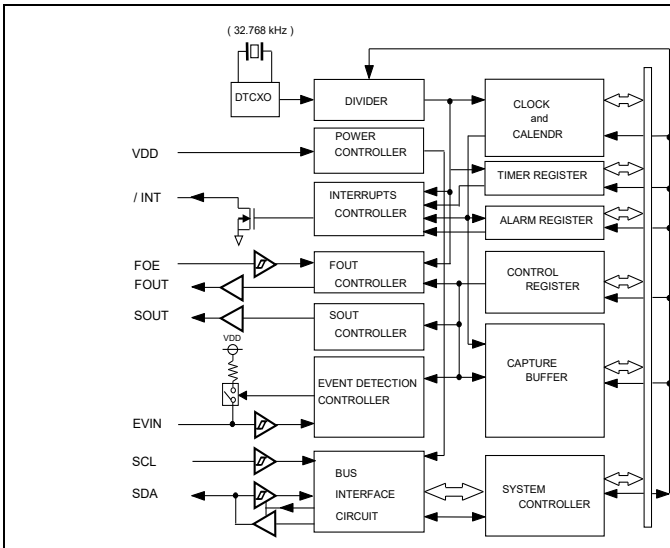 ( 32.768 kHz )
DTCXO
DIVIDER
CLOCK
and
CALENDR
POWER
CONTROLLER
VDD
TIMER REGISTER
/ INT
INTERRUPTS
CONTROLLER
ALARM REGISTER
FOE
FOUT
FOUT
CONTROLLER
CONTROL
REGISTER
SOUT
SOUT
CONTROLLER
VDD
EVENT DETECTION
CONTROLLER
CAPTURE
BUFFER
EVIN
SCL
SDA
BUS
INTERFACE
CIRCUIT
SYSTEM
CONTROLLER